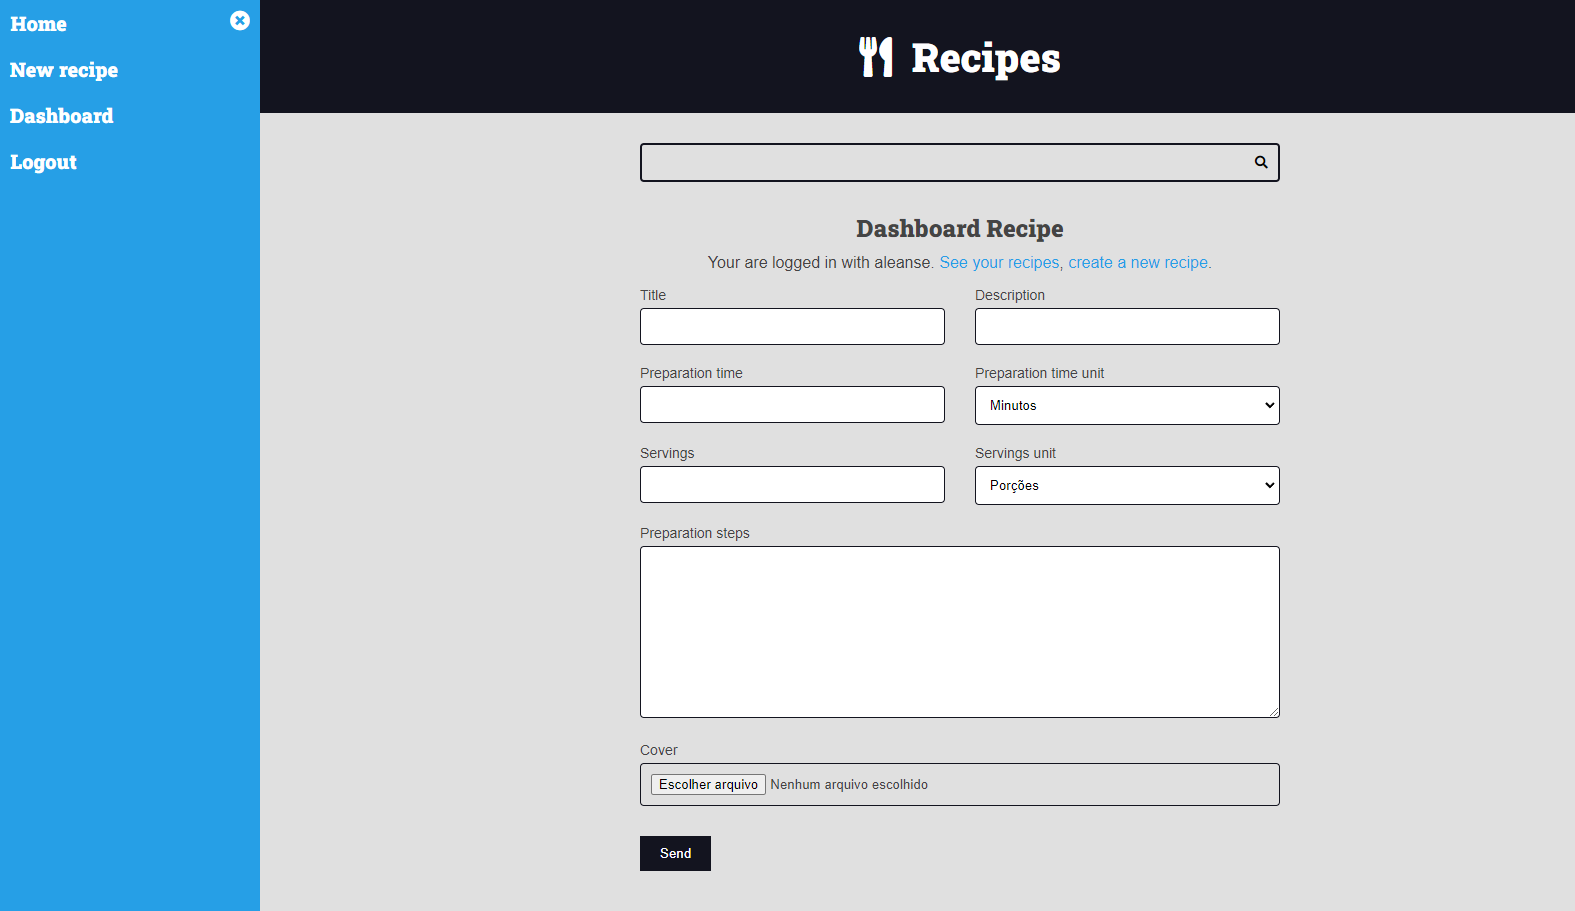 Home
New recipe
Dashboard
Logout
Recipes
Dashboard Recipe
Your are logged in with aleanse. See your recipes, create a new recipe.
Title
Description
Preparation time
Preparation time unit
Minutos
Servings
Servings unit
Porções
Preparation steps
Cover
Escolher arquivo Nenhum arquivo escolhido
Send